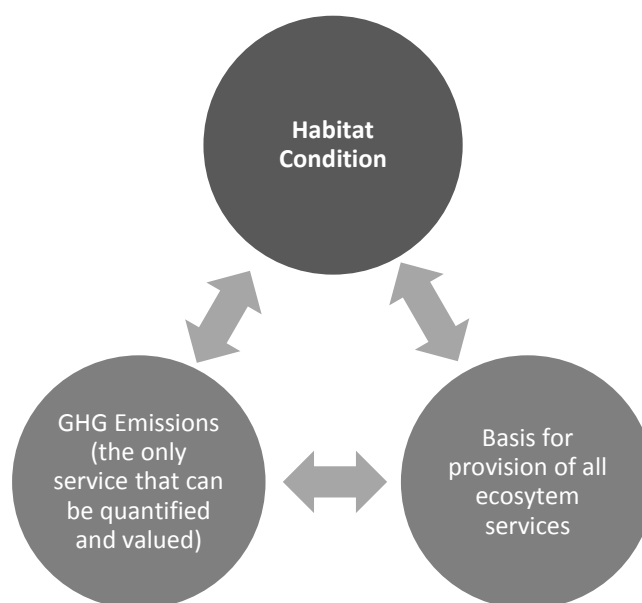 Habitat
Condition
GHG Emissions
(the only
service that can
be quantified
and valued)
Basis for
provision of all
ecosytem
services